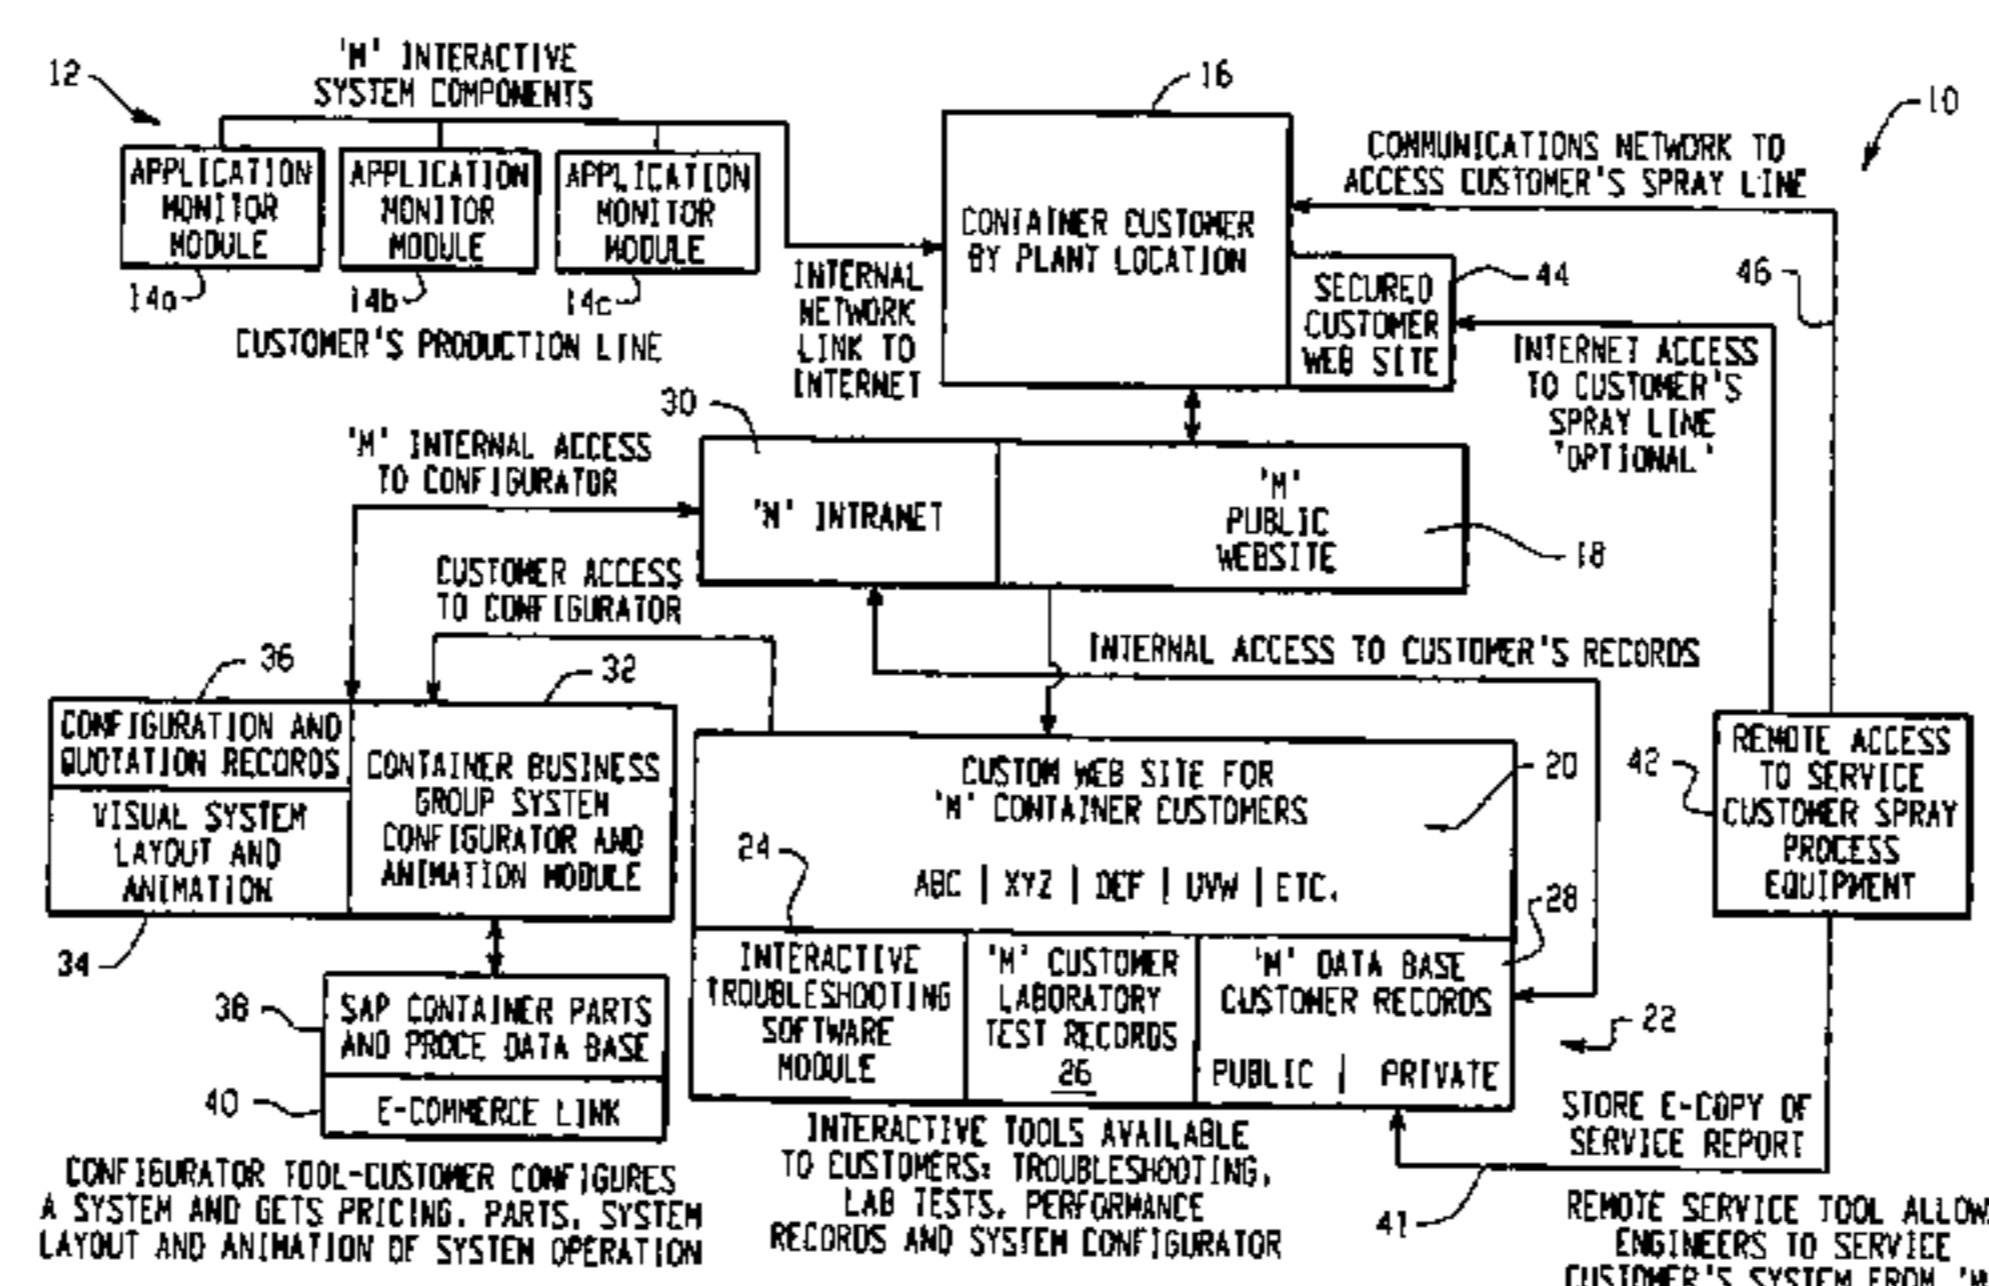 12
'M' INTERACTIVE
SYSTEM COMPONENTS
APPLICATION
MONITOR
MODULE
14a
APPLICATION
MONITOR
MODULE
14b
APPLICATION
MONITOR
MODULE
14c
CUSTOMER'S PRODUCTION LINE
INTERNAL
NETWORK
LINK TO
INTERNET
16
CONTAINER CUSTOMER
BY PLANT LOCATION
10
COMMUNICATIONS NETWORK TO
ACCESS CUSTOMER'S SPRAY LINE
SECURED
CUSTOMER
WEB SITE
44
46
INTERNET ACCESS
TO CUSTOMER'S
SPRAY LINE
'OPTIONAL'
30
'M' INTERNAL ACCESS
TO CONFIGURATOR
'M' INTRANET
'M'
PUBLIC
WEBSITE
18
CUSTOMER ACCESS
TO CONFIGURATOR
INTERNAL ACCESS TO CUSTOMER'S RECORDS
36
32
CONFIGURATION AND
QUOTATION RECORDS
VISUAL SYSTEM
LAYOUT AND
ANIMATION
34
CONTAINER BUSINESS
GROUP SYSTEM
CONFIGURATOR AND
ANIMATION MODULE
CUSTOM WEB SITE FOR
'M' CONTAINER CUSTOMERS
20
24
ABC | XYZ | DEF | UVW | ETC.
28
42
REMOTE ACCESS
TO SERVICE
CUSTOMER SPRAY
PROCESS
EQUIPMENT
INTERACTIVE
TROUBLESHOOTING
SOFTWARE
MODULE
'M' CUSTOMER
LABORATORY
TEST RECORDS
26
'M' DATA BASE
CUSTOMER RECORDS
PUBLIC | PRIVATE
22
38
SAP CONTAINER PARTS
AND PROCE DATA BASE
40
E-COMMERCE LINK
STORE E-COPY OF
SERVICE REPORT
41
CONFIGURATOR TOOL-CUSTOMER CONFIGURES
A SYSTEM AND GETS PRICING, PARTS, SYSTEM
LAYOUT AND ANIMATION OF SYSTEM OPERATION
INTERACTIVE TOOLS AVAILABLE
TO CUSTOMERS: TROUBLESHOOTING,
LAB TESTS, PERFORMANCE
RECORDS AND SYSTEM CONFIGURATOR
REMOTE SERVICE TOOL ALLOW
ENGINEERS TO SERVICE
CUSTOMER'S SYSTEM FROM 'M